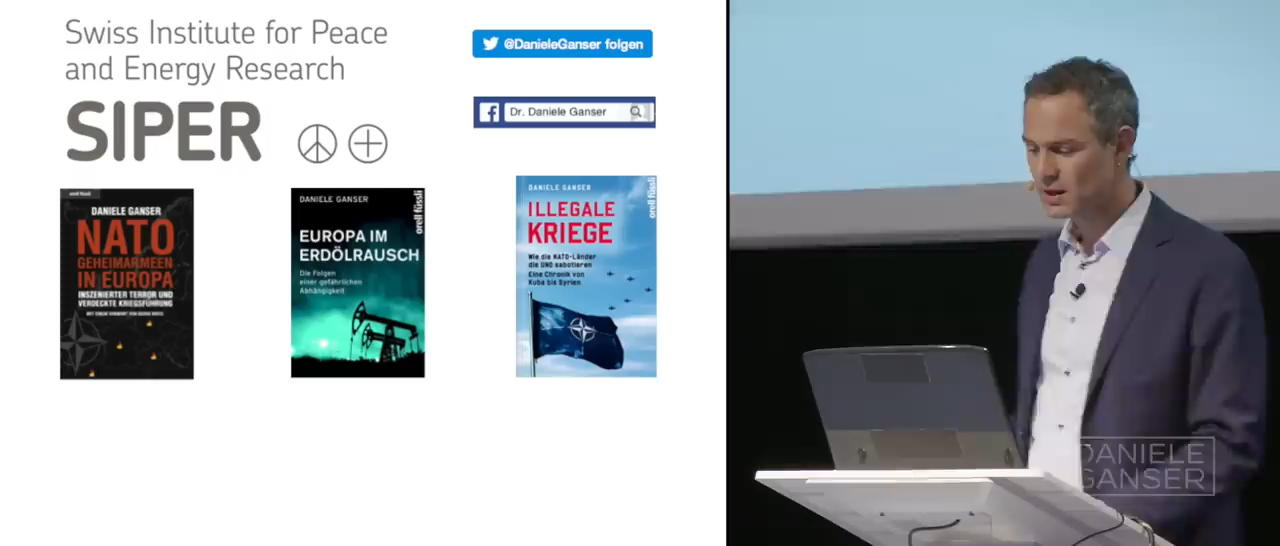 Swiss Institute for Peace
and Energy Research
SIPER
@DanieleGanser folgen
Dr. Daniele Ganser
orell füssli
DANIELE GANSER
NATO
GEHEIMARMEEN
IN EUROPA
INSZENIERTER TERROR UND
VERDECKTE KRIEGSFÜHRUNG
DANIELE GANSER
orell füssli
EUROPA IM
ERDÖLRAUSCH
Die Folgen
einer gefährlichen
Abhängigkeit
DANIELE GANSER
orell füssli
ILLEGALE
KRIEGE
Wie die NATO-Länder
die UNO sabotieren
Eine Chronik von
Kuba bis Syrien
DANIELE
GANSER